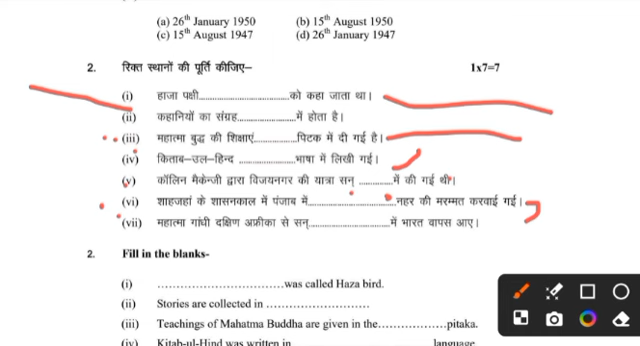 (a) 26th January 1950 (b) 15th August 1950
(c) 15th August 1947 (d) 26th January 1947
2. रिक्त स्थानों की पूर्ति कीजिए– 1x7=7
(i) हाजा पक्षी..............................को कहा जाता था।
(ii) कहानियों का संग्रह....................में होता है।
(iii) महात्मा बुद्ध की शिक्षाएं...............पिटक में दी गई है।
(iv) किताब–उल–हिन्द ...................भाषा में लिखी गई।
(v) कॉलिन मैकेन्जी द्वारा विजयनगर की यात्रा सन् ............में की गई थी।
(vi) शाहजहां के शासनकाल में पंजाब में..............................नहर की मरम्मत करवाई गई।
(vii) महात्मा गांधी दक्षिण अफ्रीका से सन्...........................में भारत वापस आए।
2. Fill in the blanks-
(i) ..........................................was called Haza bird.
(ii) Stories are collected in .................................
(iii) Teachings of Mahatma Buddha are given in the......................pitaka.
(iv) Kitab-ul-Hind was written in language